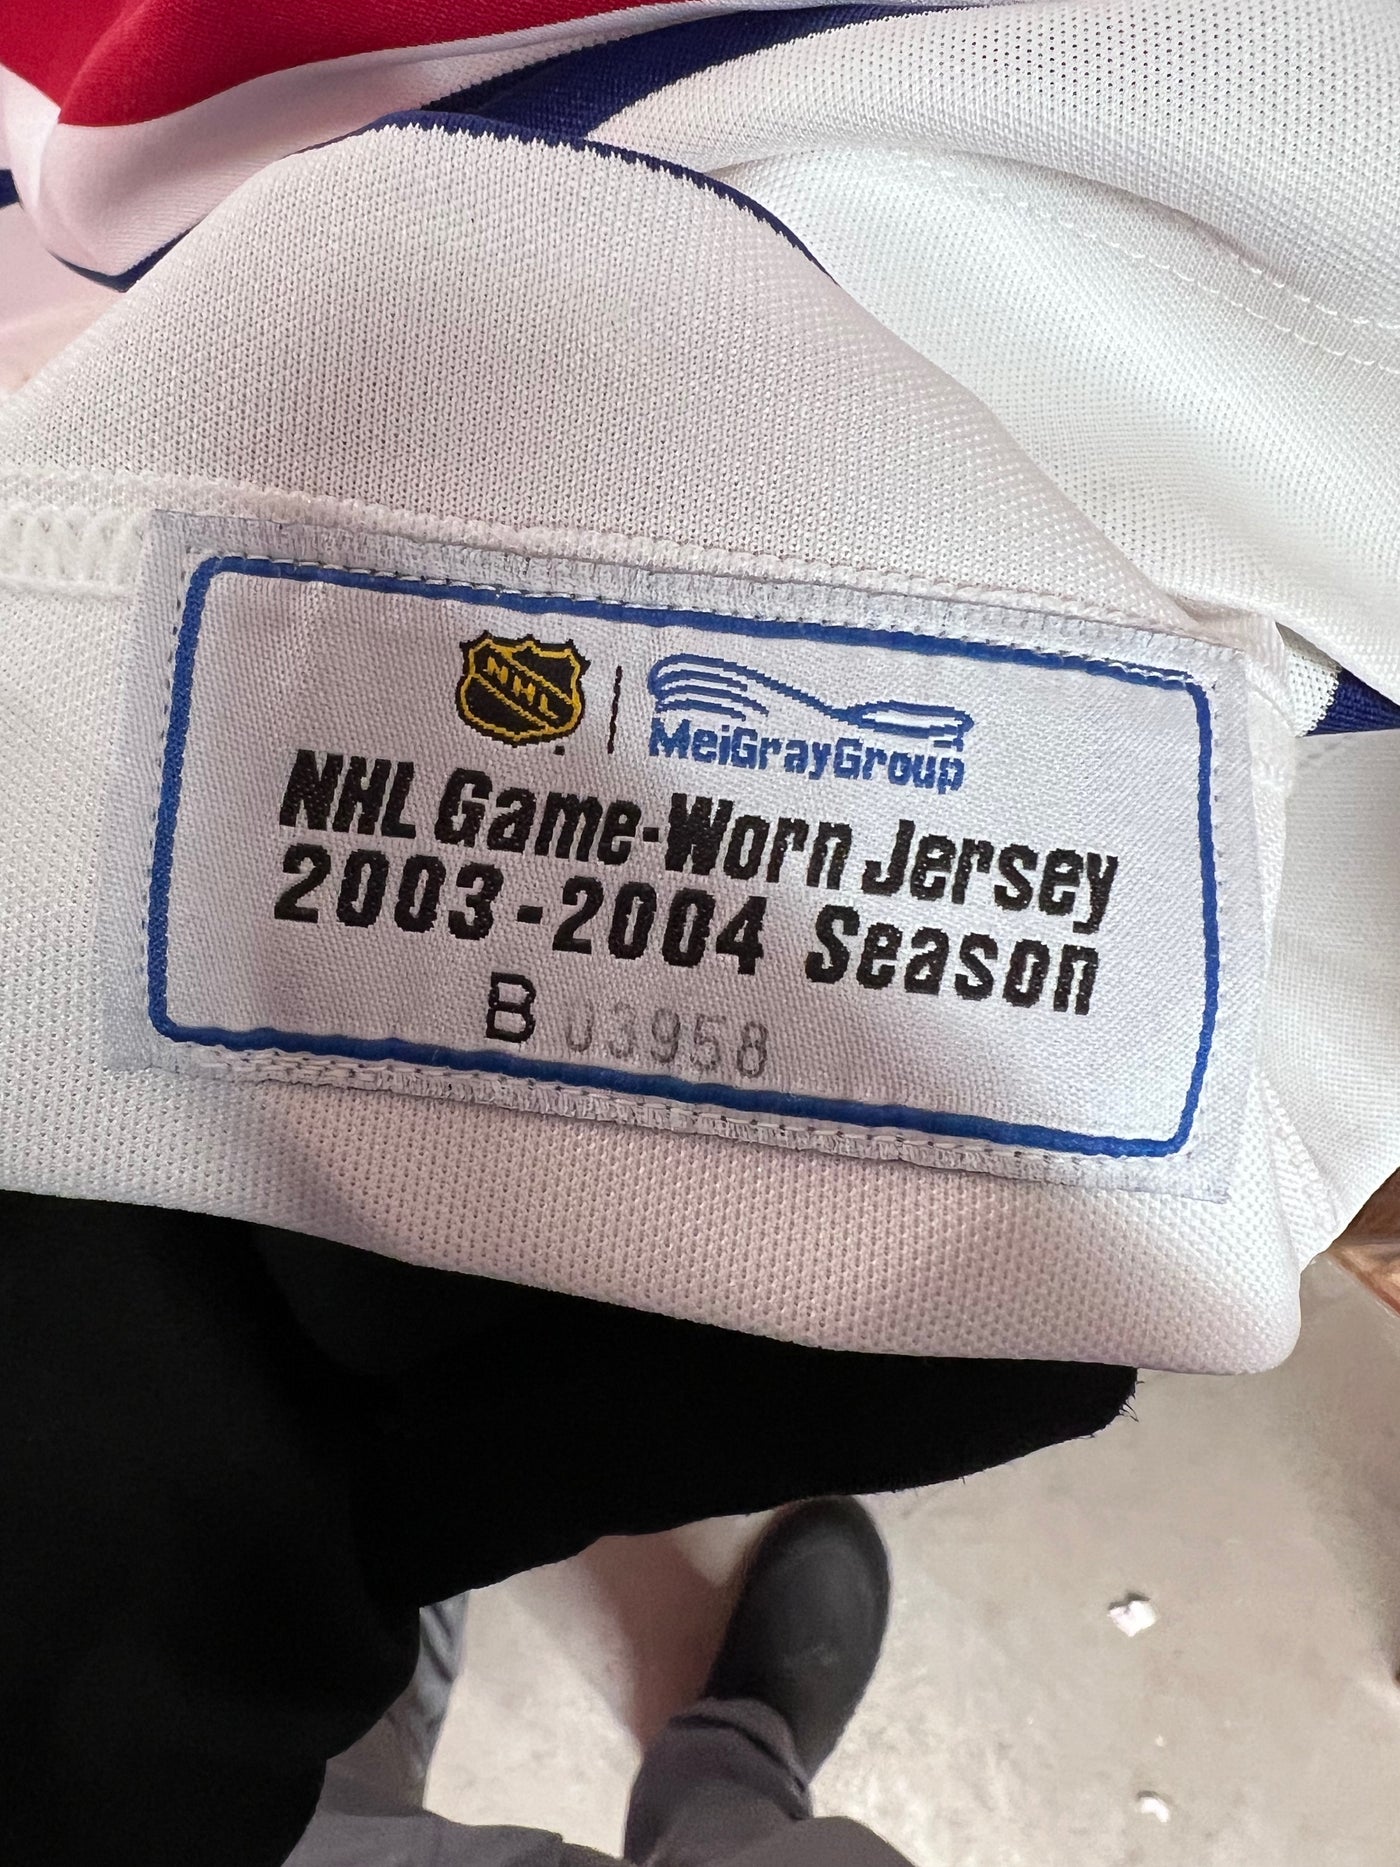 NHL
MeiGrayGroup
NHL Game-Worn Jersey
2003-2004 Season
B 03958